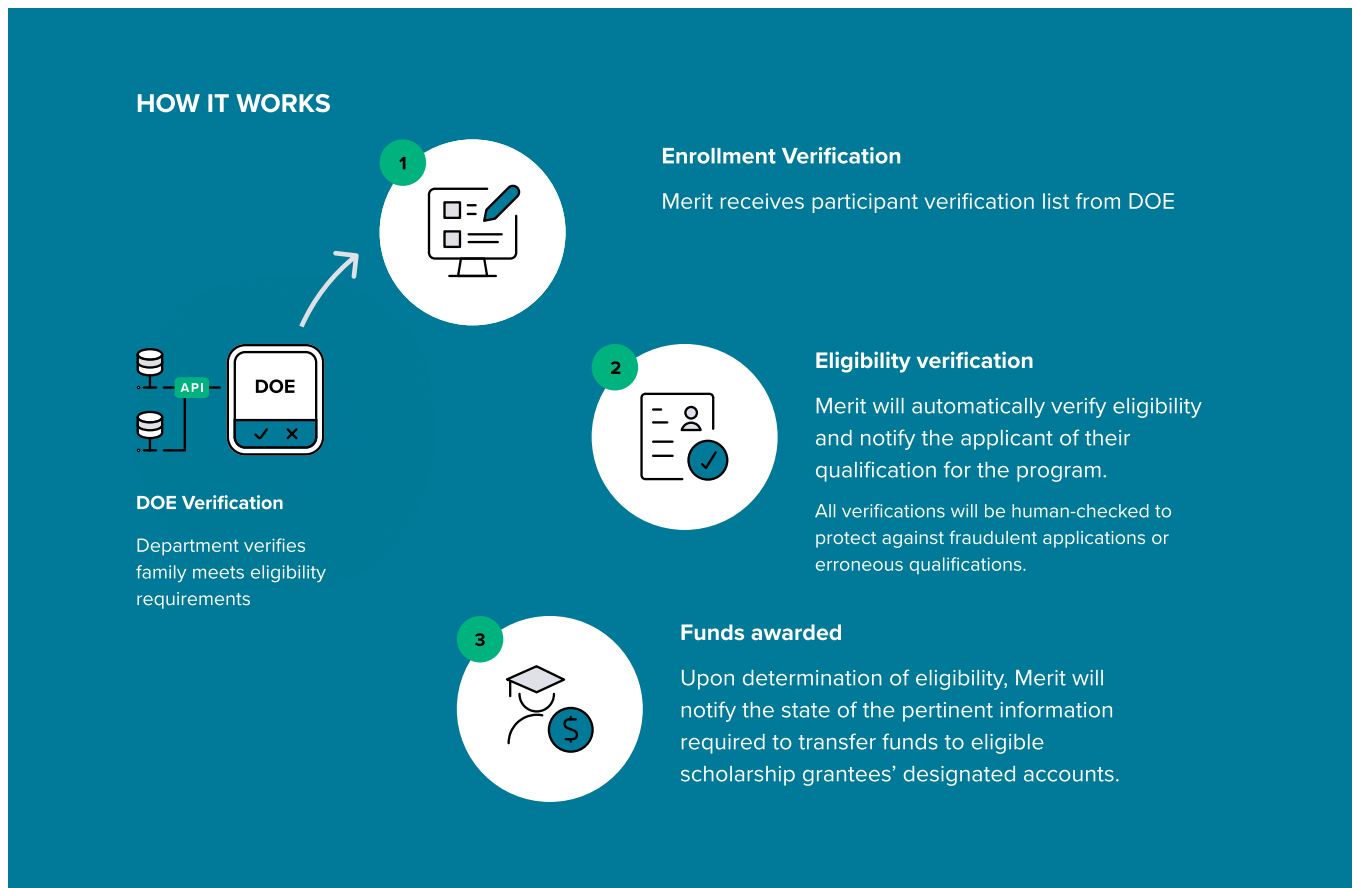 HOW IT WORKS
1
Enrollment Verification
Merit receives participant verification list from DOE
API
DOE
DOE Verification
Department verifies
family meets eligibility
requirements
2
Eligibility verification
Merit will automatically verify eligibility
and notify the applicant of their
qualification for the program.
All verifications will be human-checked to
protect against fraudulent applications or
erroneous qualifications.
3
Funds awarded
Upon determination of eligibility, Merit will
notify the state of the pertinent information
required to transfer funds to eligible
scholarship grantees’ designated accounts.
$